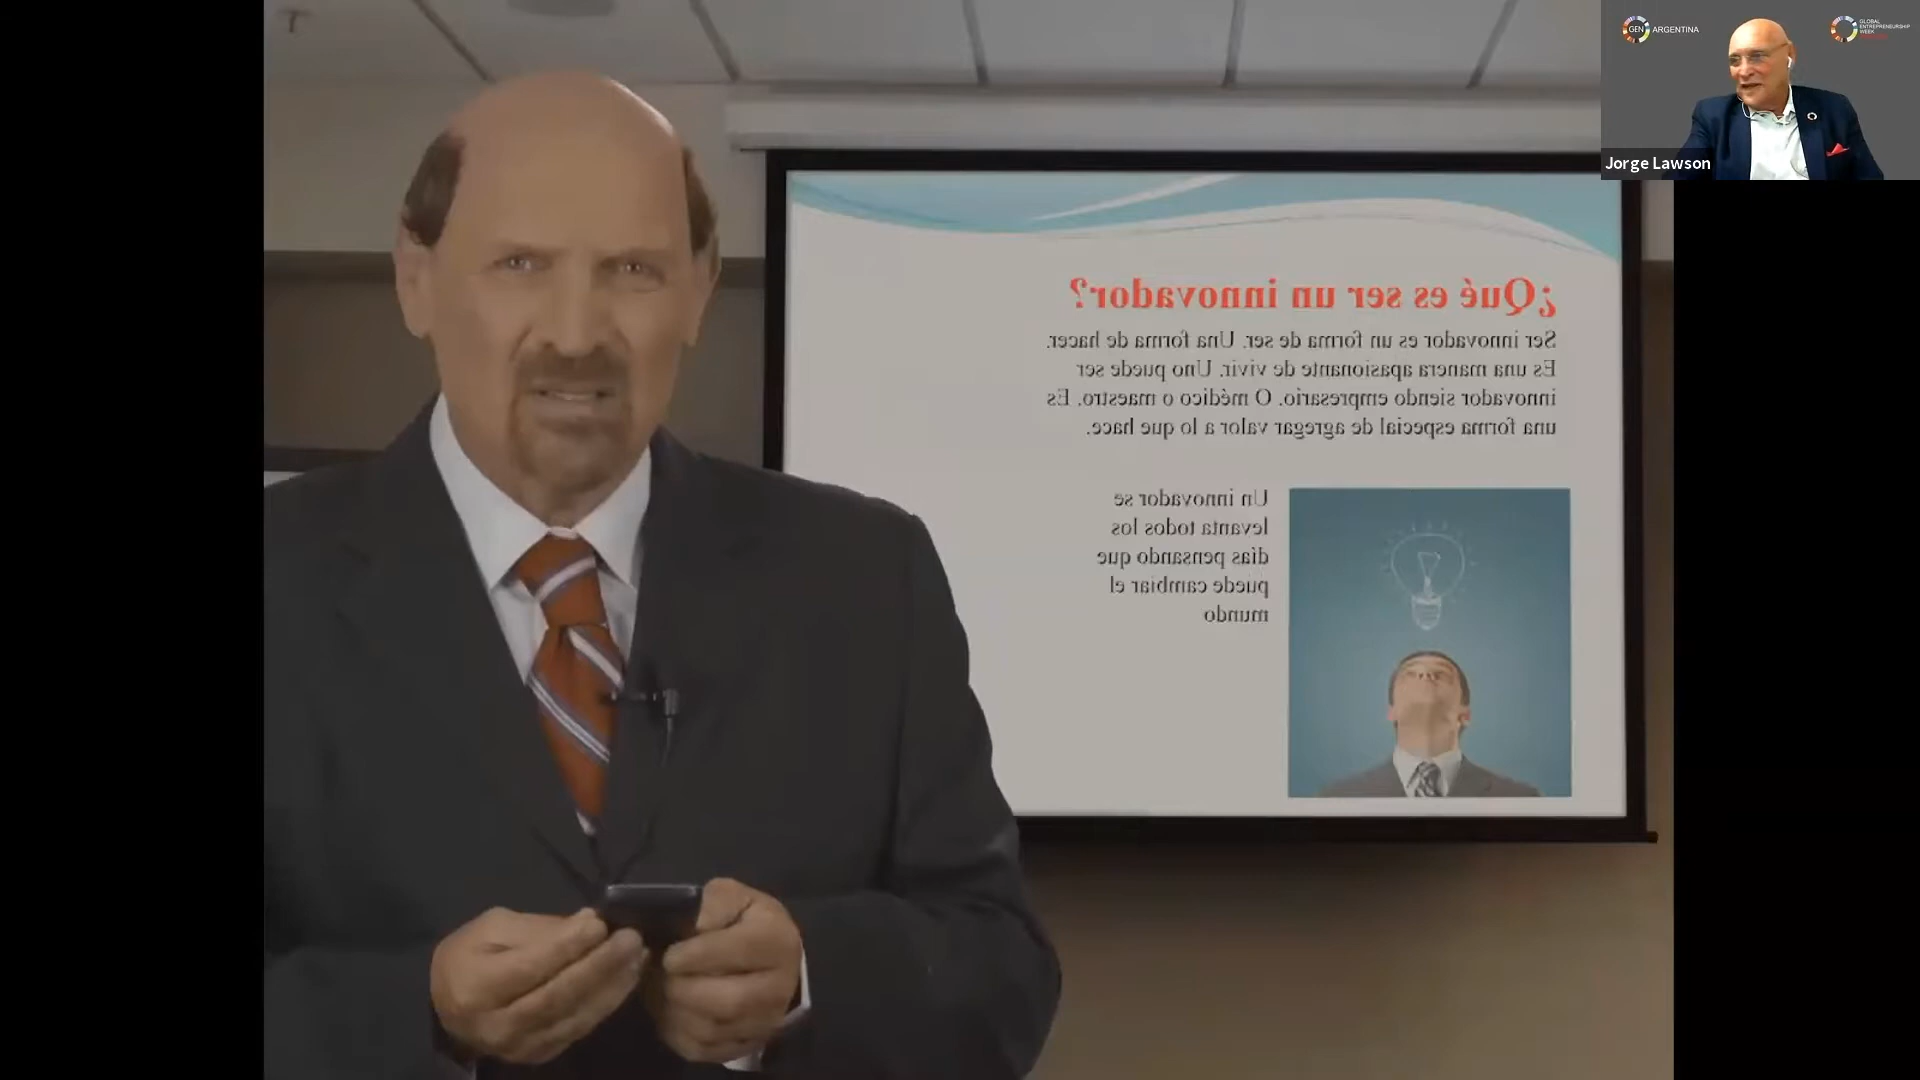 ¿Qué es ser un innovador?
Ser innovador es un forma de ser. Una forma de hacer.
Es una manera apasionante de vivir. Uno puede ser
innovador siendo empresario. O médico o maestro. Es
una forma especial de agregar valor a lo que hace.
Un innovador se
levanta todos los
días pensando que
puede cambiar el
mundo
GEN ARGENTINA
GLOBAL
ENTREPRENEURSHIP
WEEK
Jorge Lawson